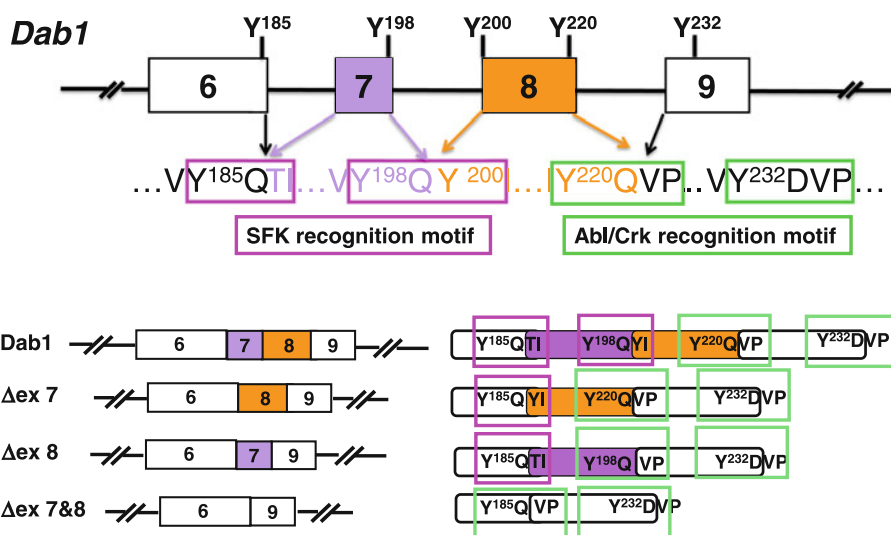 Dab1
Y185 Y198 Y200 Y220 Y232
6 7 8 9
...VY185QTI...VY198QY 200I...IY220QVP...VY232DVP...
SFK recognition motif Abl/Crk recognition motif
Dab1 6 7 8 9 Y185QTI Y198QYI Y220QVP Y232DVP
Δex 7 6 8 9 Y185QYI Y220QVP Y232DVP
Δex 8 6 7 9 Y185QTI Y198QVP Y232DVP
Δex 7&8 6 9 Y185QVP Y232DVP